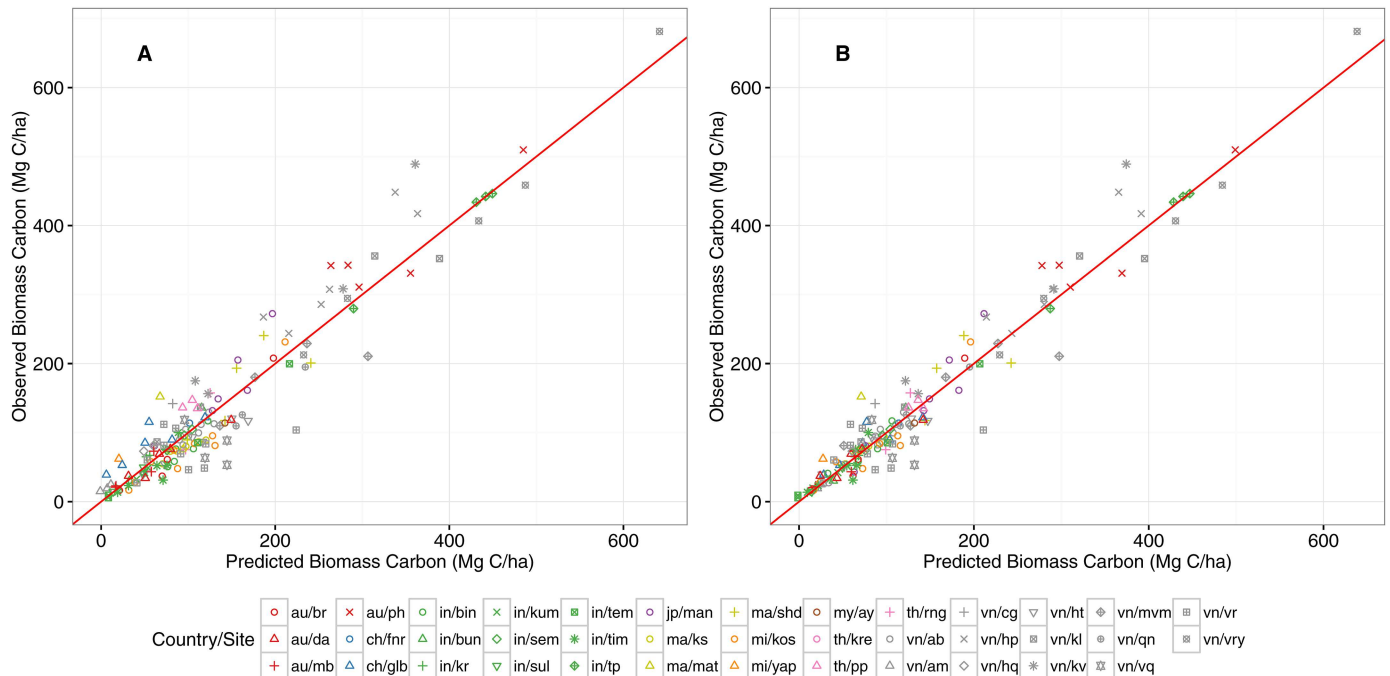 A
B
Observed Biomass Carbon (Mg C/ha)
600
400
200
0
0 200 400 600
Predicted Biomass Carbon (Mg C/ha)
Observed Biomass Carbon (Mg C/ha)
600
400
200
0
0 200 400 600
Predicted Biomass Carbon (Mg C/ha)
Country/Site
au/br au/ph in/bin in/kum in/tem jp/man ma/shd my/ay th/rng vn/cg vn/ht vn/mvm vn/vr
au/da ch/fnr in/bun in/sem in/tim ma/ks mi/kos th/kre vn/ab vn/hp vn/kl vn/qn vn/vry
au/mb ch/glb in/kr in/sul in/tp ma/mat mi/yap th/pp vn/am vn/hq vn/kv vn/vq